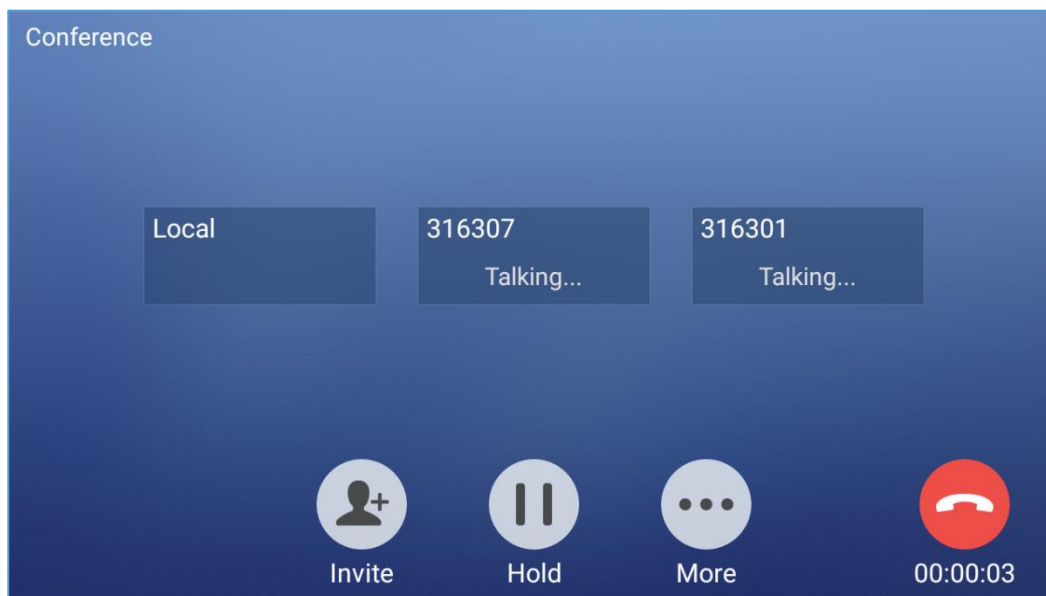 Conference
Local
316307
Talking...
316301
Talking...
Invite
Hold
More
00:00:03